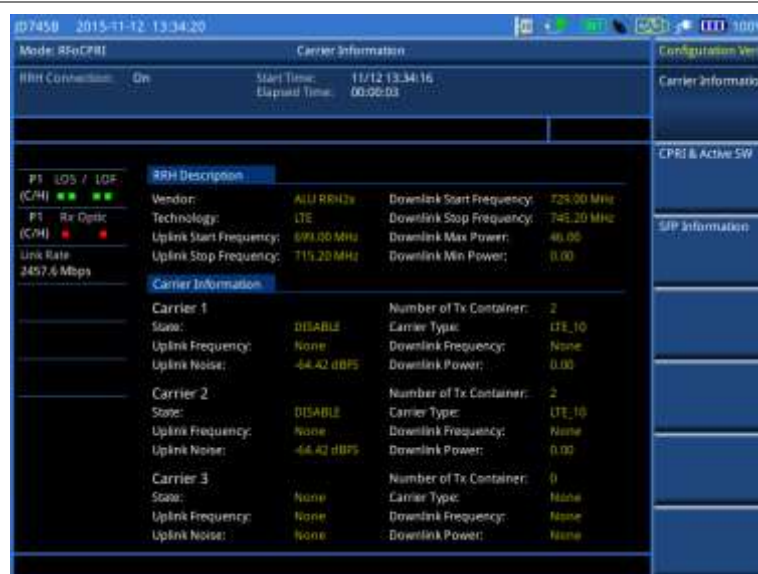 JD745B 2015-11-12 13:34:20 INT 100%
Mode: RFoCPRI Carrier Information
RRH Connection: On Start Time: 11/12 13:34:16
Elapsed Time: 00:00:03
P1 LOS / LOF
(C/H)
P1 Rx Optic
(C/H)
Link Rate
2457.6 Mbps
RRH Description
Vendor: ALU RRH2x Downlink Start Frequency: 729.00 MHz
Technology: LTE Downlink Stop Frequency: 745.20 MHz
Uplink Start Frequency: 699.00 MHz Downlink Max Power: 46.00
Uplink Stop Frequency: 715.20 MHz Downlink Min Power: 0.00
Carrier Information
Carrier 1 Number of Tx Container: 2
State: DISABLE Carrier Type: LTE_10
Uplink Frequency: None Downlink Frequency: None
Uplink Noise: -64.42 dBFS Downlink Power: 0.00
Carrier 2 Number of Tx Container: 2
State: DISABLE Carrier Type: LTE_10
Uplink Frequency: None Downlink Frequency: None
Uplink Noise: -64.42 dBFS Downlink Power: 0.00
Carrier 3 Number of Tx Container: 0
State: None Carrier Type: None
Uplink Frequency: None Downlink Frequency: None
Uplink Noise: None Downlink Power: None
Configuration Ver
Carrier Informatio
CPRI & Active SW
SFP Information